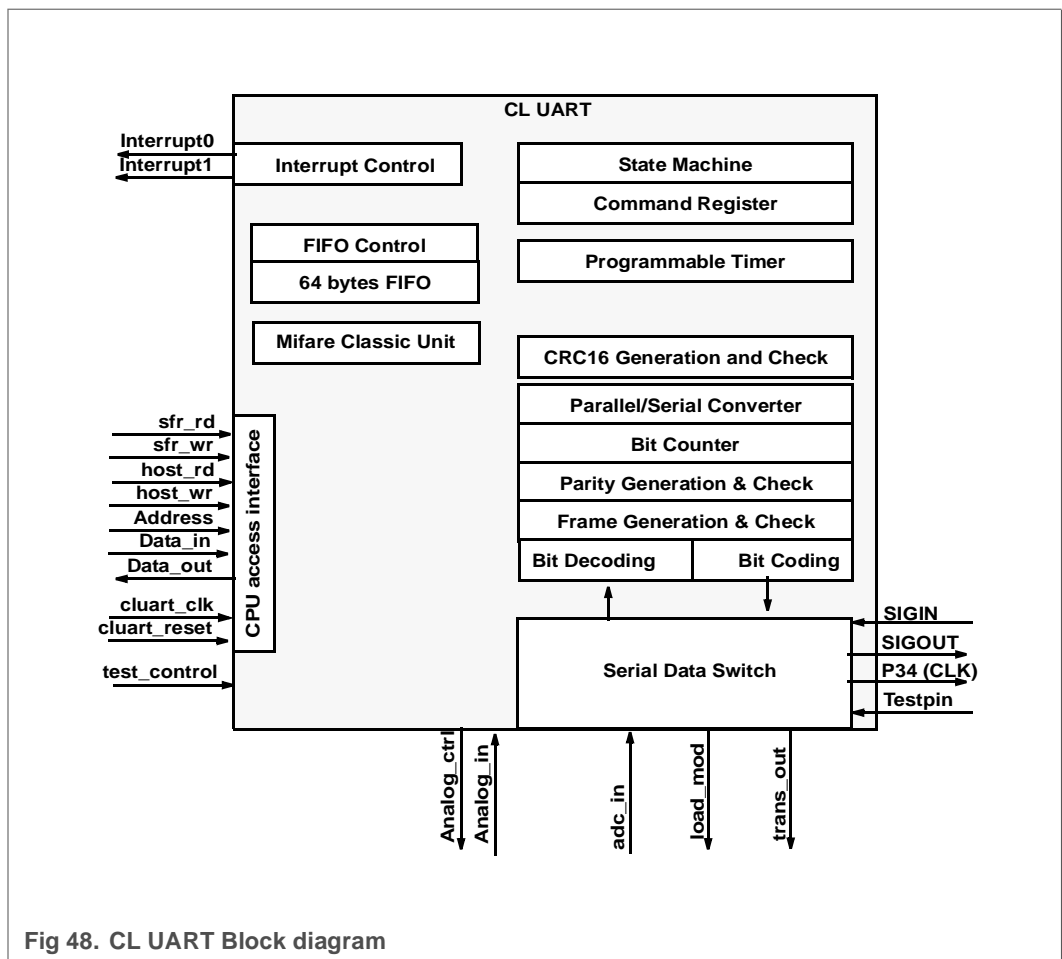 CL UART
Interrupt0
Interrupt1
Interrupt Control
State Machine
Command Register
FIFO Control
64 bytes FIFO
Programmable Timer
Mifare Classic Unit
CRC16 Generation and Check
Parallel/Serial Converter
Bit Counter
Parity Generation & Check
Frame Generation & Check
Bit Decoding
Bit Coding
sfr_rd
sfr_wr
host_rd
host_wr
Address
Data_in
Data_out
cluart_clk
cluart_reset
test_control
CPU access interface
Serial Data Switch
SIGIN
SIGOUT
P34 (CLK)
Testpin
Analog_ctrl
Analog_in
adc_in
load_mod
trans_out
Fig 48. CL UART Block diagram